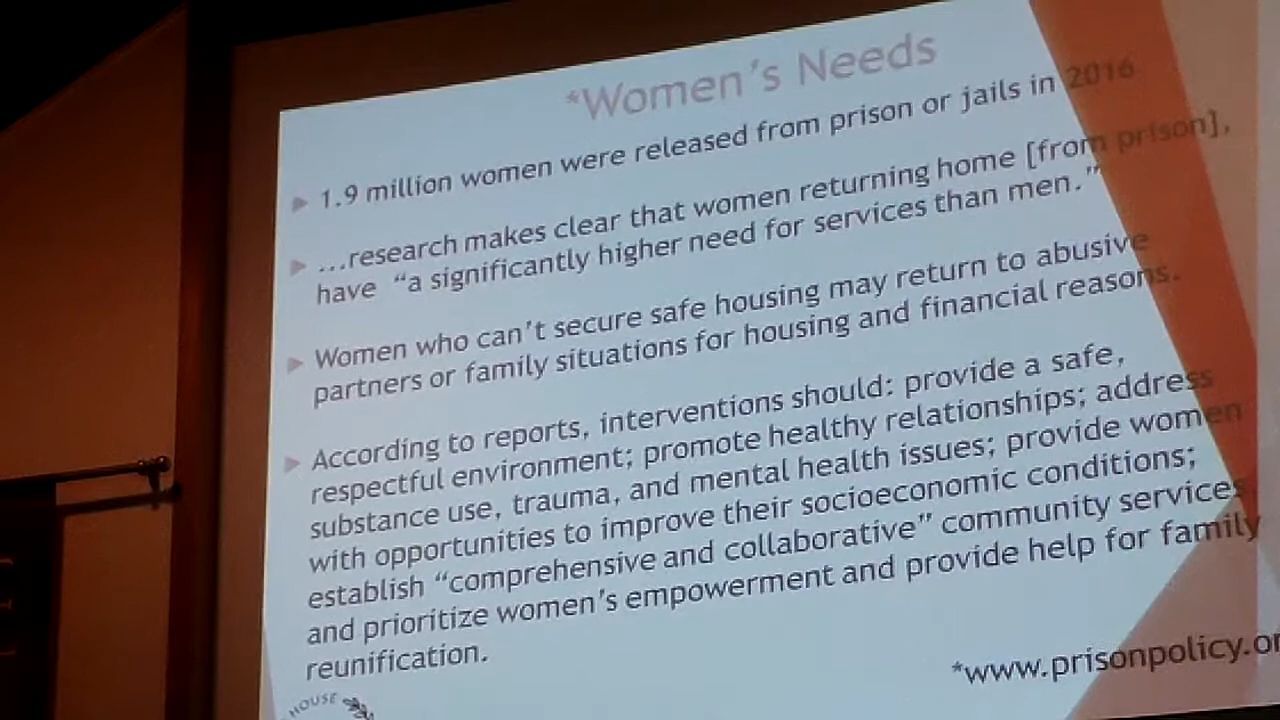 *Women's Needs
1.9 million women were released from prison or jails in 2016
...research makes clear that women returning home [from prison],
have "a significantly higher need for services than men."
Women who can't secure safe housing may return to abusive
partners or family situations for housing and financial reasons.
According to reports, interventions should: provide a safe,
respectful environment; promote healthy relationships; address
substance use, trauma, and mental health issues; provide women
with opportunities to improve their socioeconomic conditions;
establish "comprehensive and collaborative" community services
and prioritize women's empowerment and provide help for family
reunification.
*www.prisonpolicy.or
HOUSE